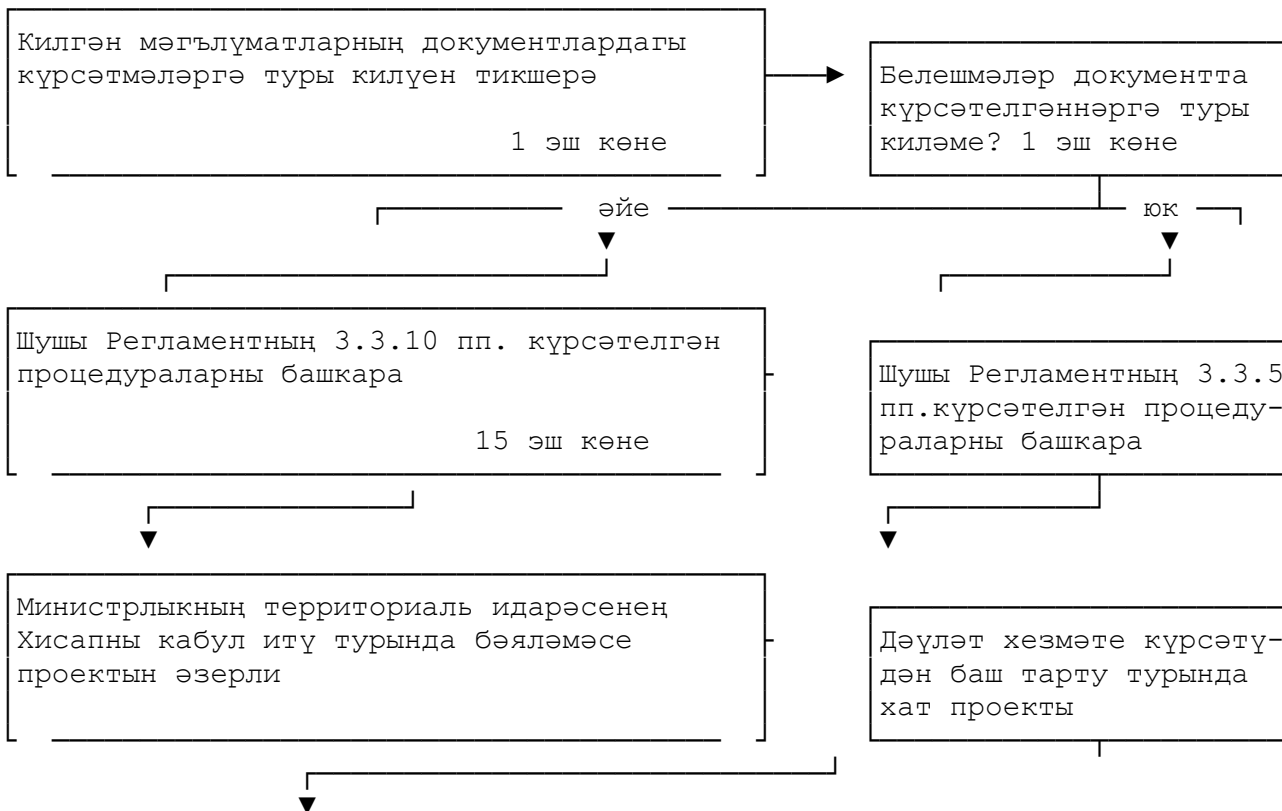 Килгән мәгълүматларның документлардагы
күрсәтмәләргә туры килүен тикшерә
1 эш көне
Белешмәләр документта
күрсәтелгәннәргә туры
киләме? 1 эш көне
әйе
юк
Шушы Регламентның 3.3.10 пп. күрсәтелгән
процедураларны башкара
15 эш көне
Шушы Регламентның 3.3.5
пп.күрсәтелгән процеду-
раларны башкара
Министрлыкның территориаль идарәсенең
Хисапны кабул итү турында бәяләмәсе
проектын әзерли
Дәүләт хезмәте күрсәтү-
дән баш тарту турында
хат проекты